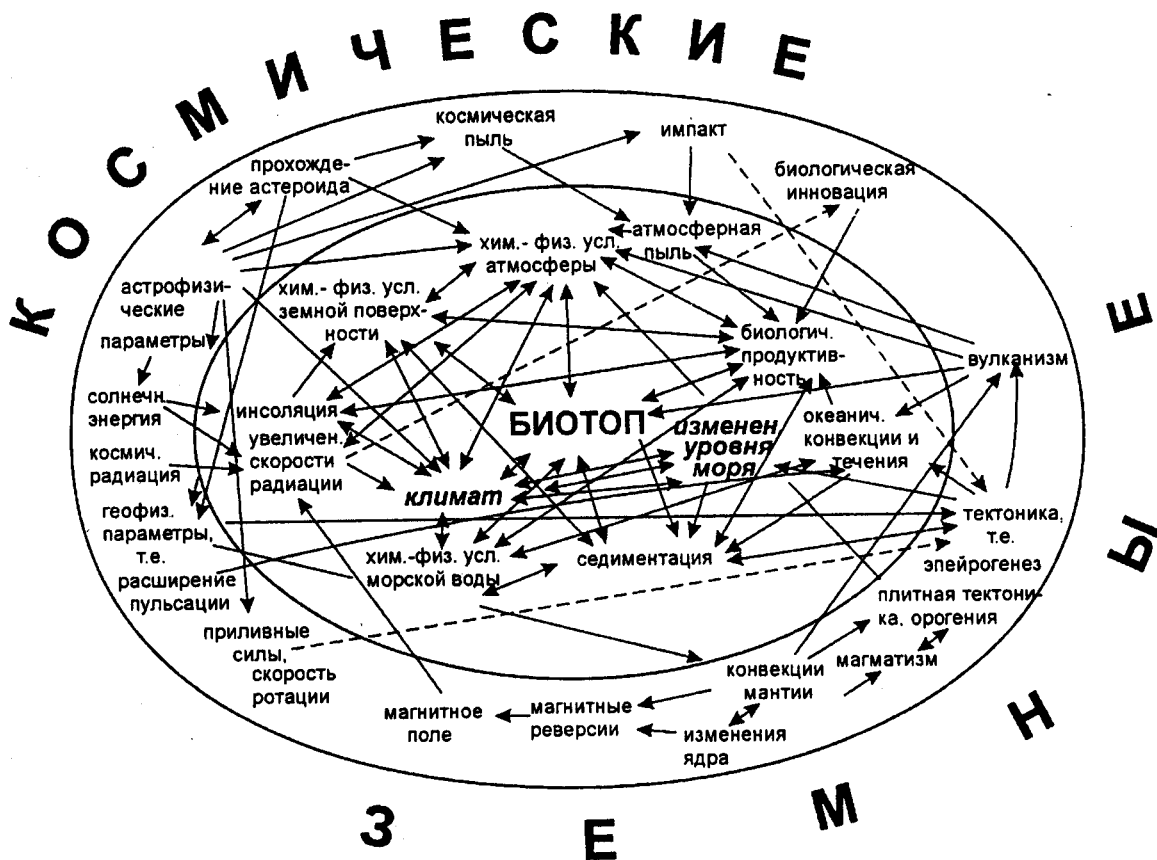 КОСМИЧЕСКИЕ
космическая
пыль
импакт
прохожде-
ние астероида
биологическая
инновация
хим.- физ. усл.
атмосферы
атмосферная
пыль
астрофизи-
ческие
параметры
хим.- физ. усл.
земной поверх-
ности
биологич.
продуктив-
ность
вулканизм
солнечн.
энергия
инсоляция
увеличен.
скорости
радиации
БИОТОП
изменен.
уровня
моря
океанич.
конвекции и
течения
космич.
радиация
климат
геофиз.
параметры,
т.е.
расширение
пульсации
хим.-физ. усл.
морской воды
седиментация
тектоника,
т.е.
эпейрогенез
плитная тектони-
ка, орогения
приливные
силы,
скорость
ротации
конвекции
мантии
магматизм
магнитное
поле
магнитные
реверсии
изменения
ядра
ЗЕМНЫЕ